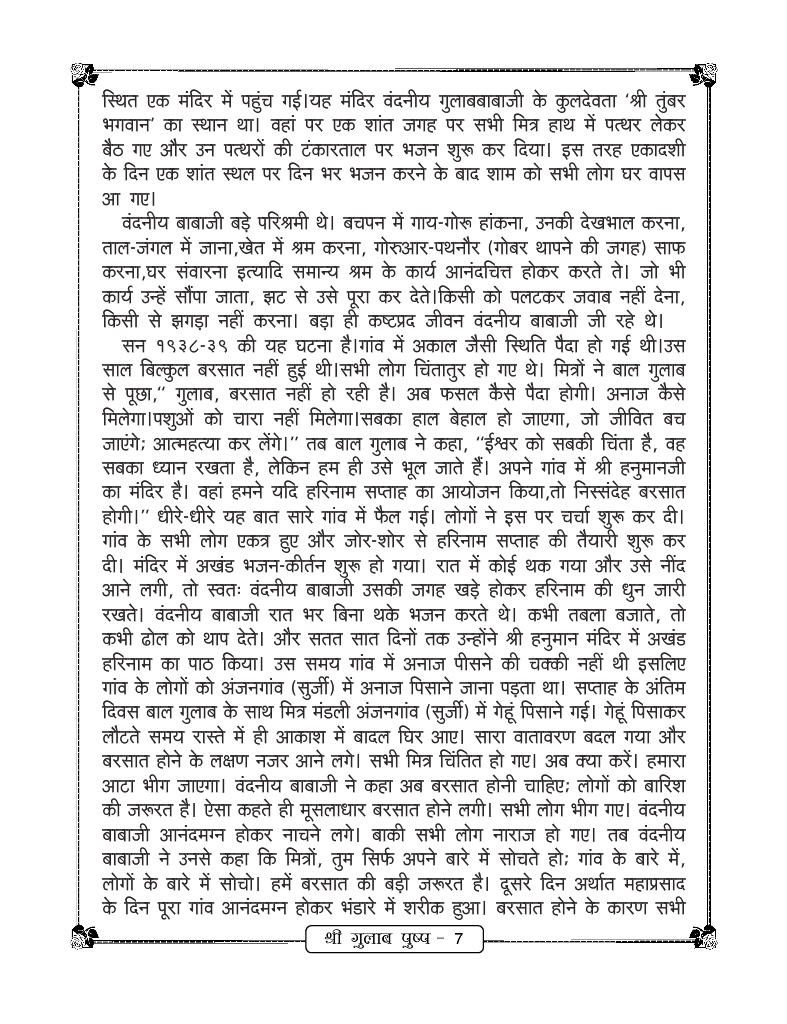 स्थित एक मंदिर में पहुंच गई।यह मंदिर वंदनीय गुलाबबाबाजी के कुलदेवता ‘श्री तुंबर
भगवान’ का स्थान था। वहां पर एक शांत जगह पर सभी मित्र हाथ में पत्थर लेकर
बैठ गए और उन पत्थरों की टंकारताल पर भजन शुरू कर दिया। इस तरह एकादशी
के दिन एक शांत स्थल पर दिन भर भजन करने के बाद शाम को सभी लोग घर वापस
आ गए।
वंदनीय बाबाजी बड़े परिश्रमी थे। बचपन में गाय-गोरू हांकना, उनकी देखभाल करना,
ताल-जंगल में जाना,खेत में श्रम करना, गोरुआर-पथनौर (गोबर थापने की जगह) साफ
करना,घर संवारना इत्यादि समान्य श्रम के कार्य आनंदचित्त होकर करते ते। जो भी
कार्य उन्हें सौंपा जाता, झट से उसे पूरा कर देते।किसी को पलटकर जवाब नहीं देना,
किसी से झगड़ा नहीं करना। बड़ा ही कष्टप्रद जीवन वंदनीय बाबाजी जी रहे थे।
सन १९३८-३९ की यह घटना है।गांव में अकाल जैसी स्थिति पैदा हो गई थी।उस
साल बिल्कुल बरसात नहीं हुई थी।सभी लोग चिंतातुर हो गए थे। मित्रों ने बाल गुलाब
से पूछा,‘‘ गुलाब, बरसात नहीं हो रही है। अब फसल कैसे पैदा होगी। अनाज कैसे
मिलेगा।पशुओं को चारा नहीं मिलेगा।सबका हाल बेहाल हो जाएगा, जो जीवित बच
जाएंगे; आत्महत्या कर लेंगे।’’ तब बाल गुलाब ने कहा, ‘‘ईश्वर को सबकी चिंता है, वह
सबका ध्यान रखता है, लेकिन हम ही उसे भूल जाते हैं। अपने गांव में श्री हनुमानजी
का मंदिर है। वहां हमने यदि हरिनाम सप्ताह का आयोजन किया,तो निस्संदेह बरसात
होगी।’’ धीरे-धीरे यह बात सारे गांव में फैल गई। लोगों ने इस पर चर्चा शुरू कर दी।
गांव के सभी लोग एकत्र हुए और जोर-शोर से हरिनाम सप्ताह की तैयारी शुरू कर
दी। मंदिर में अखंड भजन-कीर्तन शुरू हो गया। रात में कोई थक गया और उसे नींद
आने लगी, तो स्वतः वंदनीय बाबाजी उसकी जगह खड़े होकर हरिनाम की धुन जारी
रखते। वंदनीय बाबाजी रात भर बिना थके भजन करते थे। कभी तबला बजाते, तो
कभी ढोल को थाप देते। और सतत सात दिनों तक उन्होंने श्री हनुमान मंदिर में अखंड
हरिनाम का पाठ किया। उस समय गांव में अनाज पीसने की चक्की नहीं थी इसलिए
गांव के लोगों को अंजनगांव (सुर्जी) में अनाज पिसाने जाना पड़ता था। सप्ताह के अंतिम
दिवस बाल गुलाब के साथ मित्र मंडली अंजनगांव (सुर्जी) में गेहूं पिसाने गई। गेहूं पिसाकर
लौटते समय रास्ते में ही आकाश में बादल घिर आए। सारा वातावरण बदल गया और
बरसात होने के लक्षण नजर आने लगे। सभी मित्र चिंतित हो गए। अब क्या करें। हमारा
आटा भीग जाएगा। वंदनीय बाबाजी ने कहा अब बरसात होनी चाहिए; लोगों को बारिश
की जरूरत है। ऐसा कहते ही मूसलाधार बरसात होने लगी। सभी लोग भीग गए। वंदनीय
बाबाजी आनंदमग्न होकर नाचने लगे। बाकी सभी लोग नाराज हो गए। तब वंदनीय
बाबाजी ने उनसे कहा कि मित्रों, तुम सिर्फ अपने बारे में सोचते हो; गांव के बारे में,
लोगों के बारे में सोचो। हमें बरसात की बड़ी जरूरत है। दूसरे दिन अर्थात महाप्रसाद
के दिन पूरा गांव आनंदमग्न होकर भंडारे में शरीक हुआ। बरसात होने के कारण सभी
श्री गुलाब पुष्प - 7